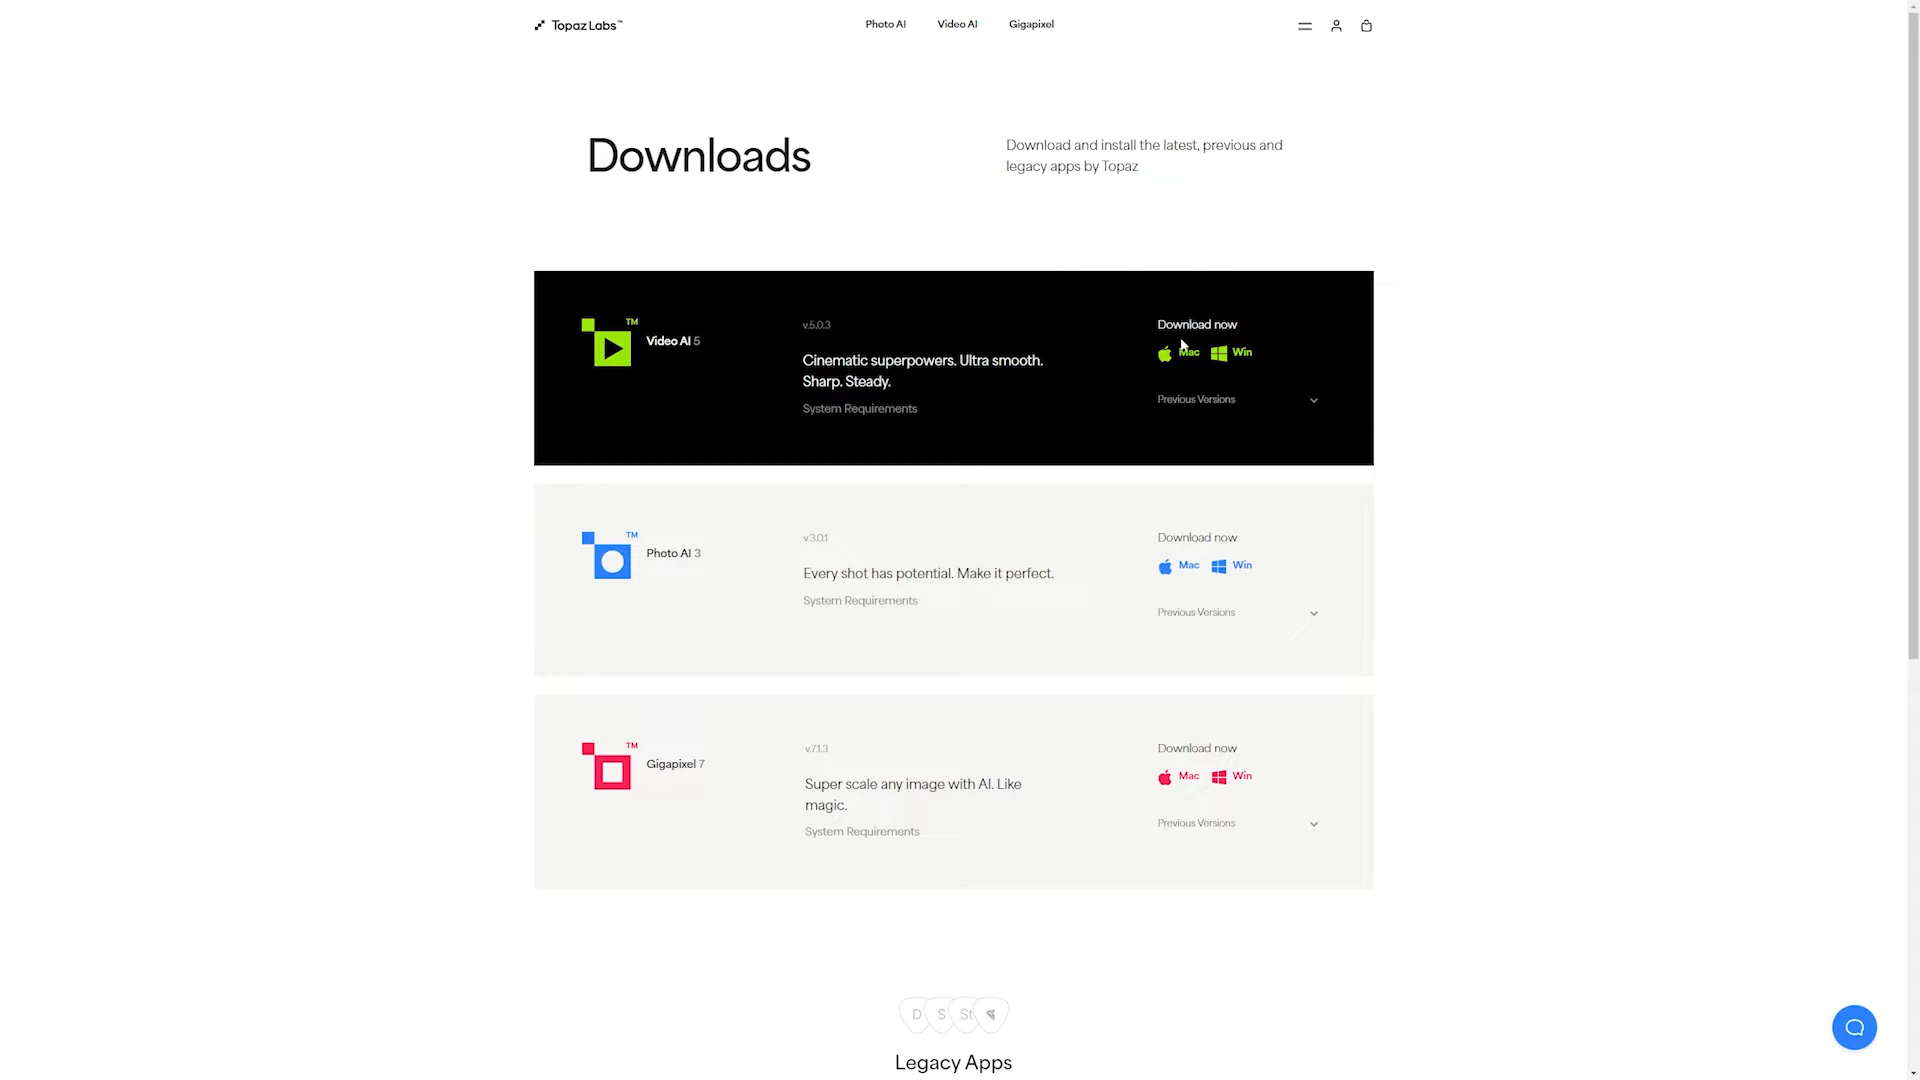 Topaz Labs™
Photo AI
Video AI
Gigapixel
Downloads
Download and install the latest, previous and
legacy apps by Topaz
TM
Video AI 5
v.5.0.3
Cinematic superpowers. Ultra smooth.
Sharp. Steady.
System Requirements
Download now
Mac
Win
Previous Versions
TM
Photo AI 3
v.3.0.1
Every shot has potential. Make it perfect.
System Requirements
Download now
Mac
Win
Previous Versions
TM
Gigapixel 7
v.7.1.3
Super scale any image with AI. Like
magic.
System Requirements
Download now
Mac
Win
Previous Versions
D
S
St
Legacy Apps